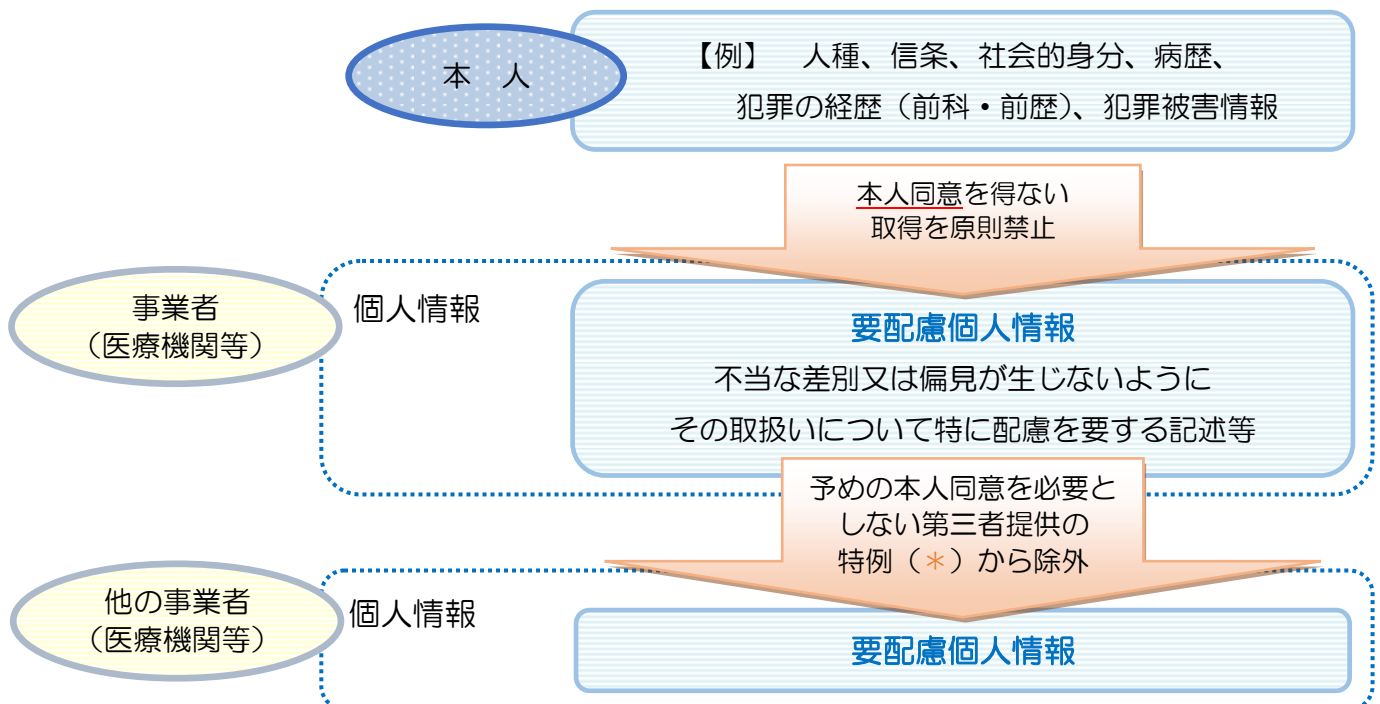 本　人
【例】　人種、信条、社会的身分、病歴、
犯罪の経歴（前科・前歴）、犯罪被害情報
本人同意を得ない
取得を原則禁止
事業者
（医療機関等）
個人情報
要配慮個人情報
不当な差別又は偏見が生じないように
その取扱いについて特に配慮を要する記述等
予めの本人同意を必要と
しない第三者提供の
特例（＊）から除外
他の事業者
（医療機関等）
個人情報
要配慮個人情報